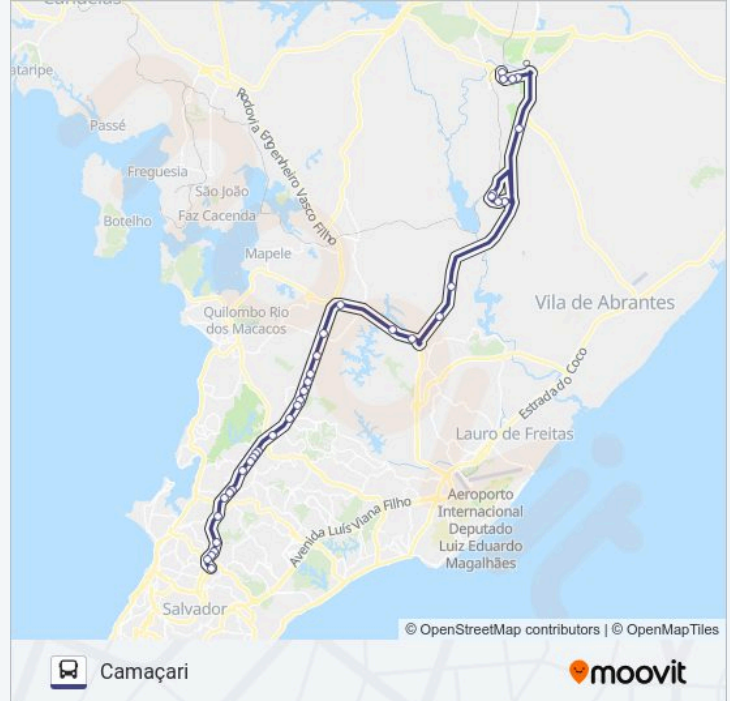 Candeias
Passé
Freguesia
São João
Botelho
Faz Cacenda
Rodovia Engenheiro Vasco Filho
Mapele
Quilombo Rio
dos Macacos
Vila de Abrantes
Estrada do Coco
Lauro de Freitas
Aeroporto
Internacional
Deputado
Luiz Eduardo
Magalhães
Avenida Luís Viana Filho
Salvador
© OpenStreetMap contributors | © OpenMapTiles
Camaçari
moovit